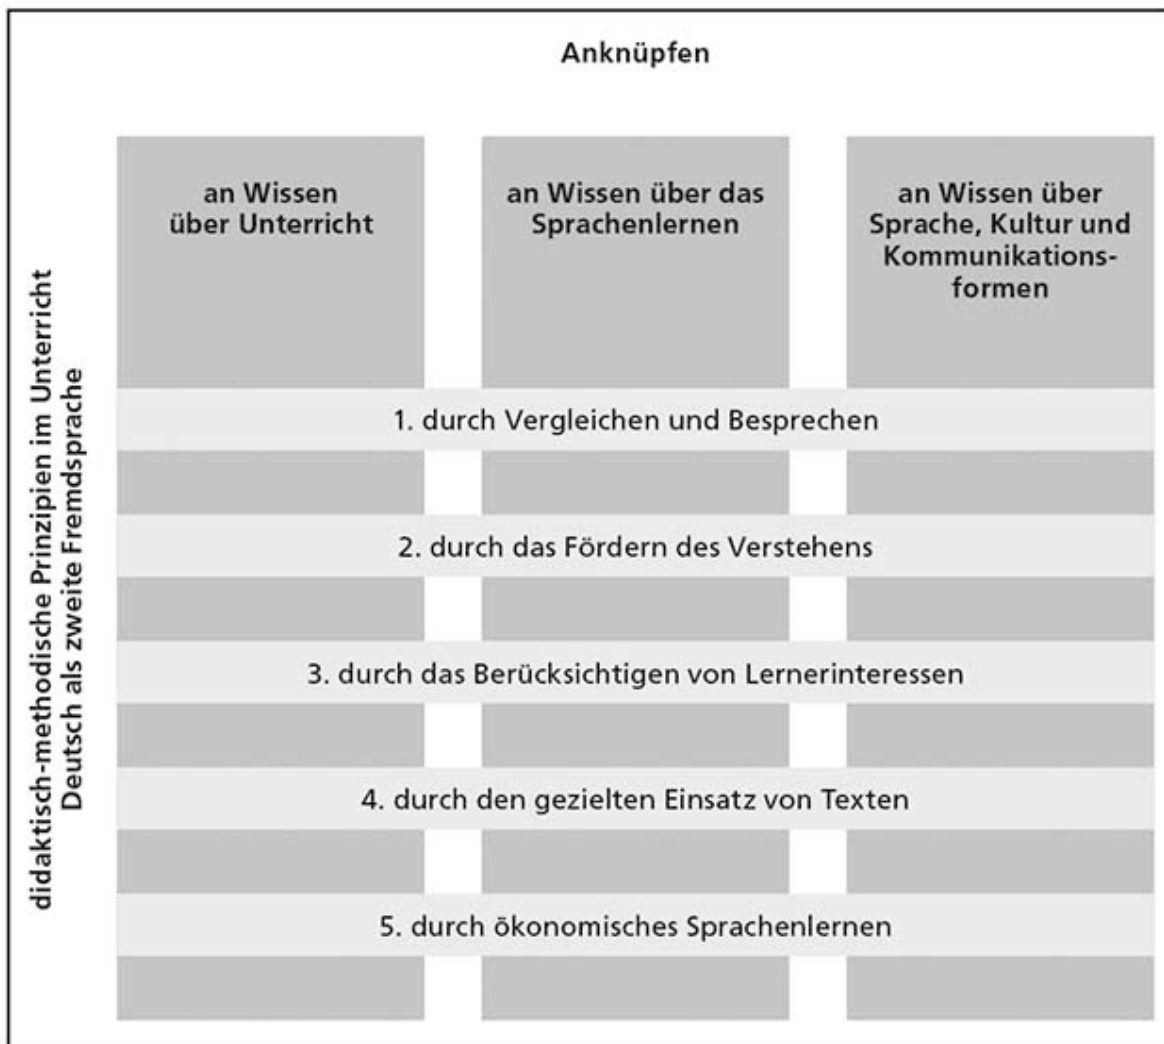 Anknüpfen
an Wissen
über Unterricht
an Wissen über das
Sprachenlernen
an Wissen über
Sprache, Kultur und
Kommunikations-
formen
didaktisch-methodische Prinzipien im Unterricht
Deutsch als zweite Fremdsprache
1. durch Vergleichen und Besprechen
2. durch das Fördern des Verstehens
3. durch das Berücksichtigen von Lernerinteressen
4. durch den gezielten Einsatz von Texten
5. durch ökonomisches Sprachenlernen